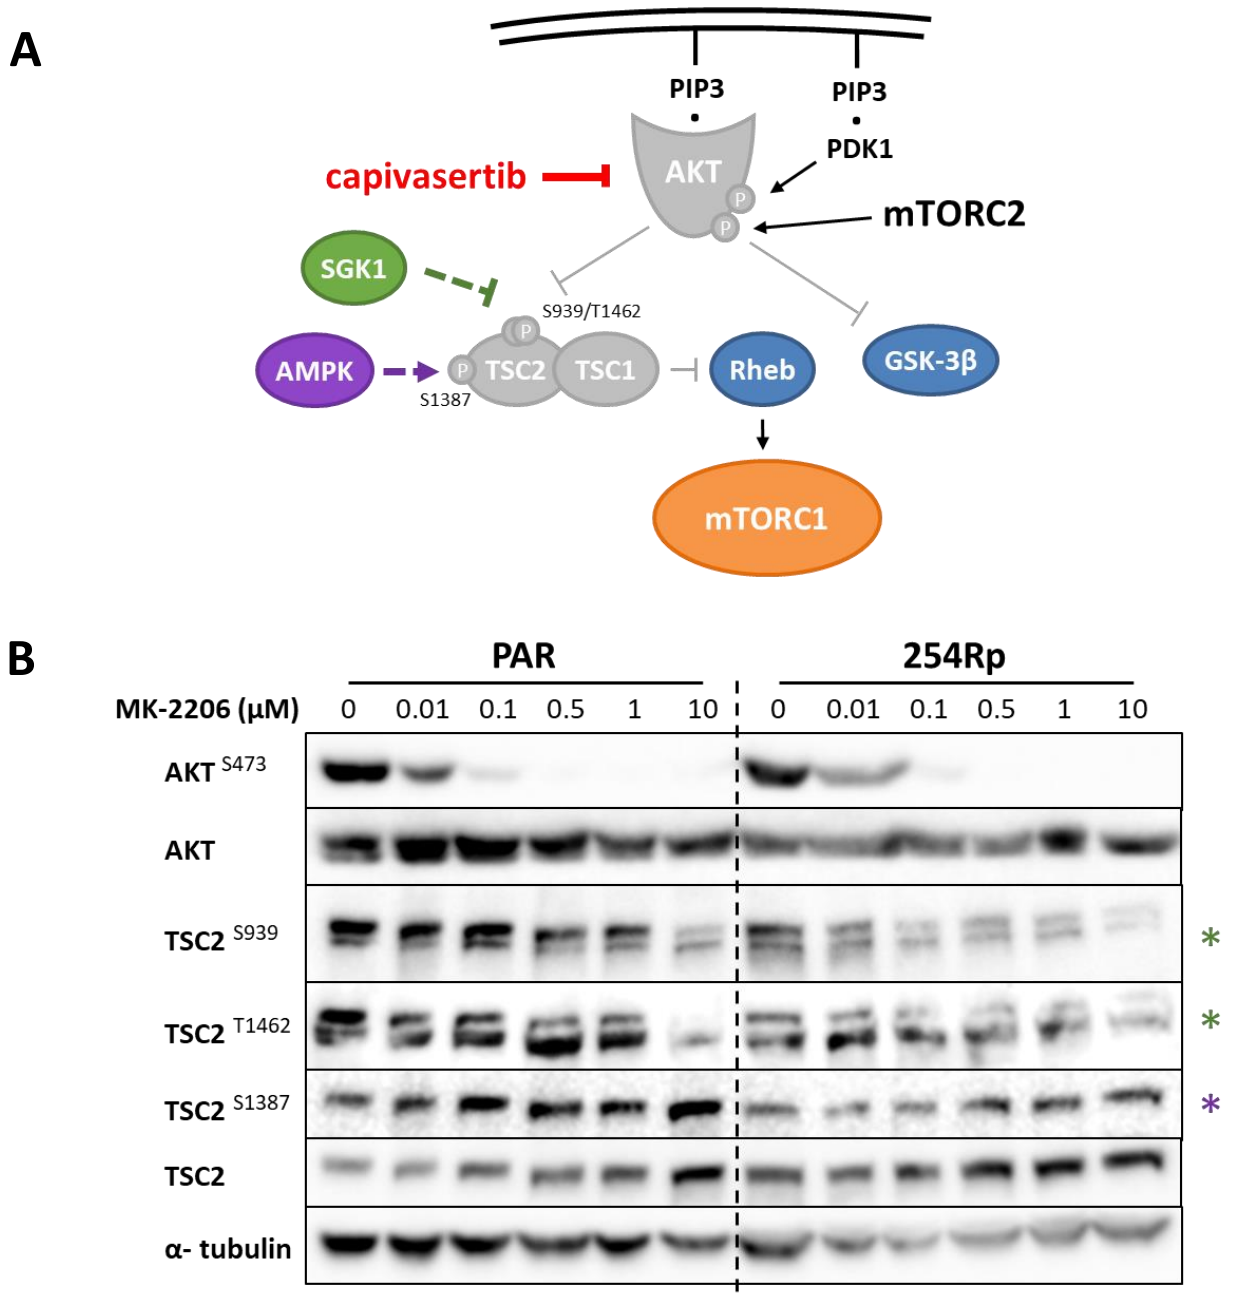 A
PIP3
PIP3
PDK1
AKT
capivasertib
P
P
mTORC2
SGK1
S939/T1462
P
AMPK
P
TSC2
TSC1
Rheb
GSK-3β
S1387
mTORC1
B
PAR
254Rp
MK-2206 (µM)
0 0.01 0.1 0.5 1 10 0 0.01 0.1 0.5 1 10
AKT S473
AKT
TSC2 S939 *
TSC2 T1462 *
TSC2 S1387 *
TSC2
α- tubulin